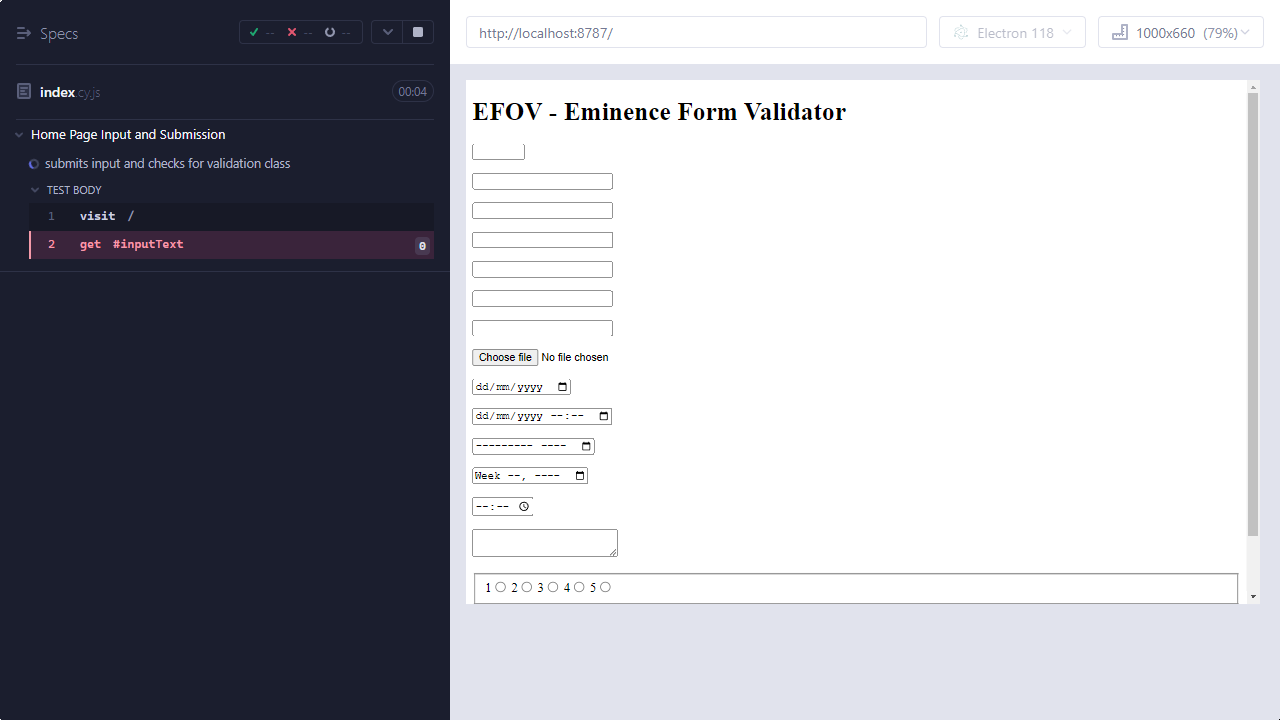 Specs
-- -- --
index.cy.js 00:04
Home Page Input and Submission
submits input and checks for validation class
TEST BODY
1 visit /
2 get #inputText 0
http://localhost:8787/
Electron 118
1000x660 (79%)
EFOV - Eminence Form Validator
Choose file No file chosen
dd/mm/yyyy
dd/mm/yyyy --:--
--------- ----
Week --, ----
--:--
1 2 3 4 5